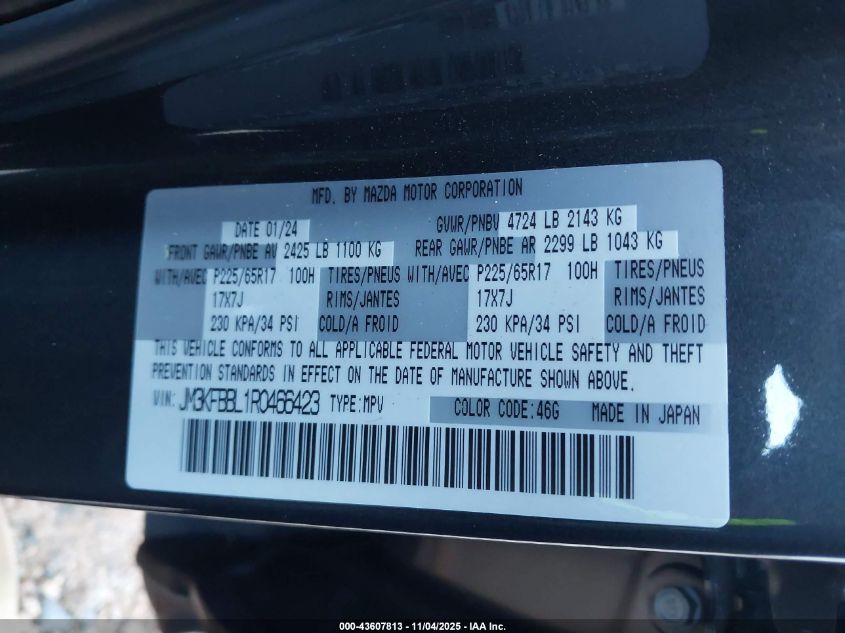 MFD. BY MAZDA MOTOR CORPORATION
DATE 01/24 GVWR/PNBV 4724 LB 2143 KG
FRONT GAWR/PNBE AV 2425 LB 1100 KG REAR GAWR/PNBE AR 2299 LB 1043 KG
WITH/AVEC P225/65R17 100H TIRES/PNEUS WITH/AVEC P225/65R17 100H TIRES/PNEUS
17X7J RIMS/JANTES 17X7J RIMS/JANTES
230 KPA/34 PSI COLD/A FROID 230 KPA/34 PSI COLD/A FROID
THIS VEHICLE CONFORMS TO ALL APPLICABLE FEDERAL MOTOR VEHICLE SAFETY AND THEFT
PREVENTION STANDARDS IN EFFECT ON THE DATE OF MANUFACTURE SHOWN ABOVE.
VIN: JM3KFBBL1R0466423 TYPE:MPV COLOR CODE:46G MADE IN JAPAN
000-43607813 - 11/04/2025 - IAA Inc.